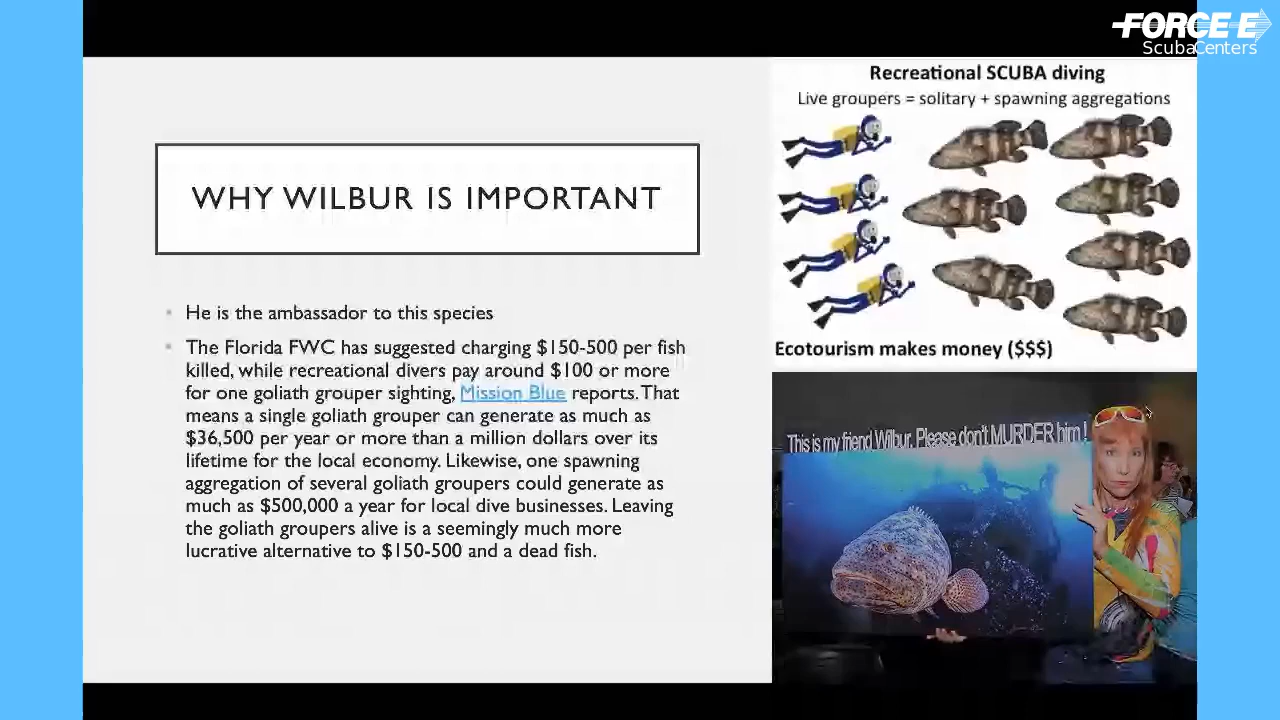 FORCE-E
ScubaCenters
Recreational SCUBA diving
Live groupers = solitary + spawning aggregations
Ecotourism makes money ($$$)
WHY WILBUR IS IMPORTANT
He is the ambassador to this species
The Florida FWC has suggested charging $150-500 per fish
killed, while recreational divers pay around $100 or more
for one goliath grouper sighting, Mission Blue reports. That
means a single goliath grouper can generate as much as
$36,500 per year or more than a million dollars over its
lifetime for the local economy. Likewise, one spawning
aggregation of several goliath groupers could generate as
much as $500,000 a year for local dive businesses. Leaving
the goliath groupers alive is a seemingly much more
lucrative alternative to $150-500 and a dead fish.
This is my friend Wilbur. Please don't MURDER him !